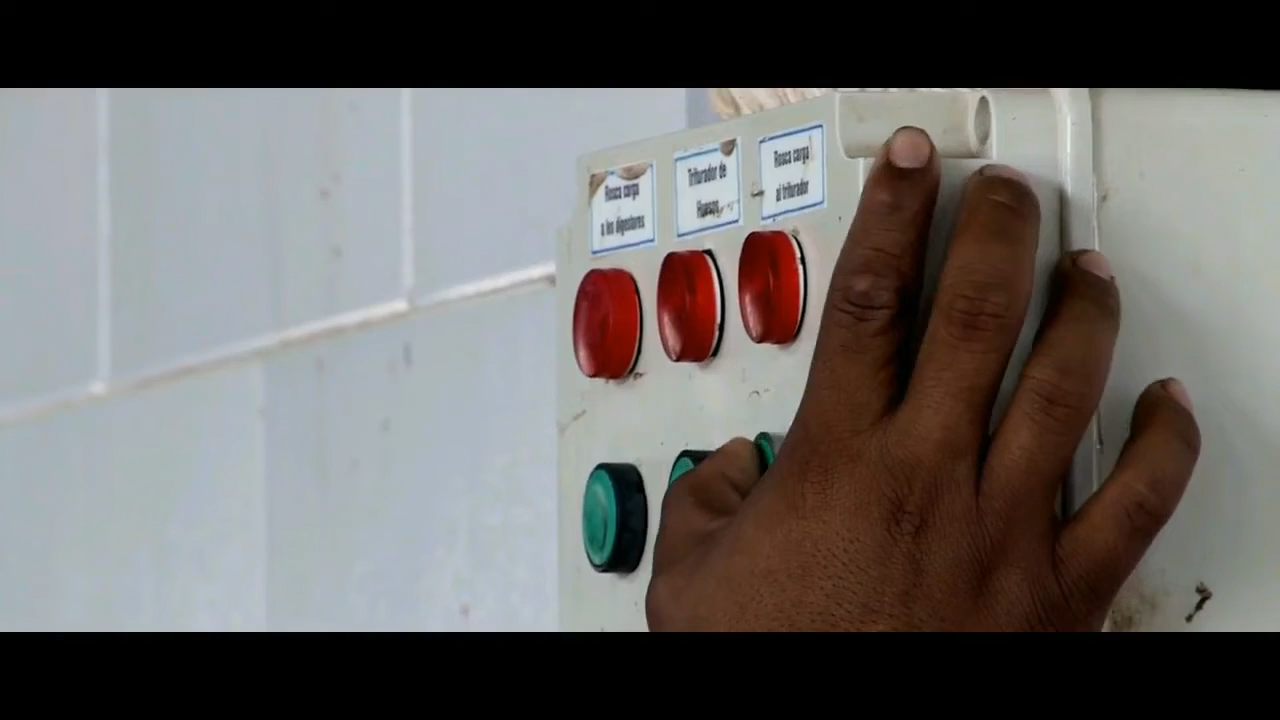 Rosca carga
a los digestores
Triturador de
Huesos
Rosca carga
al triturador